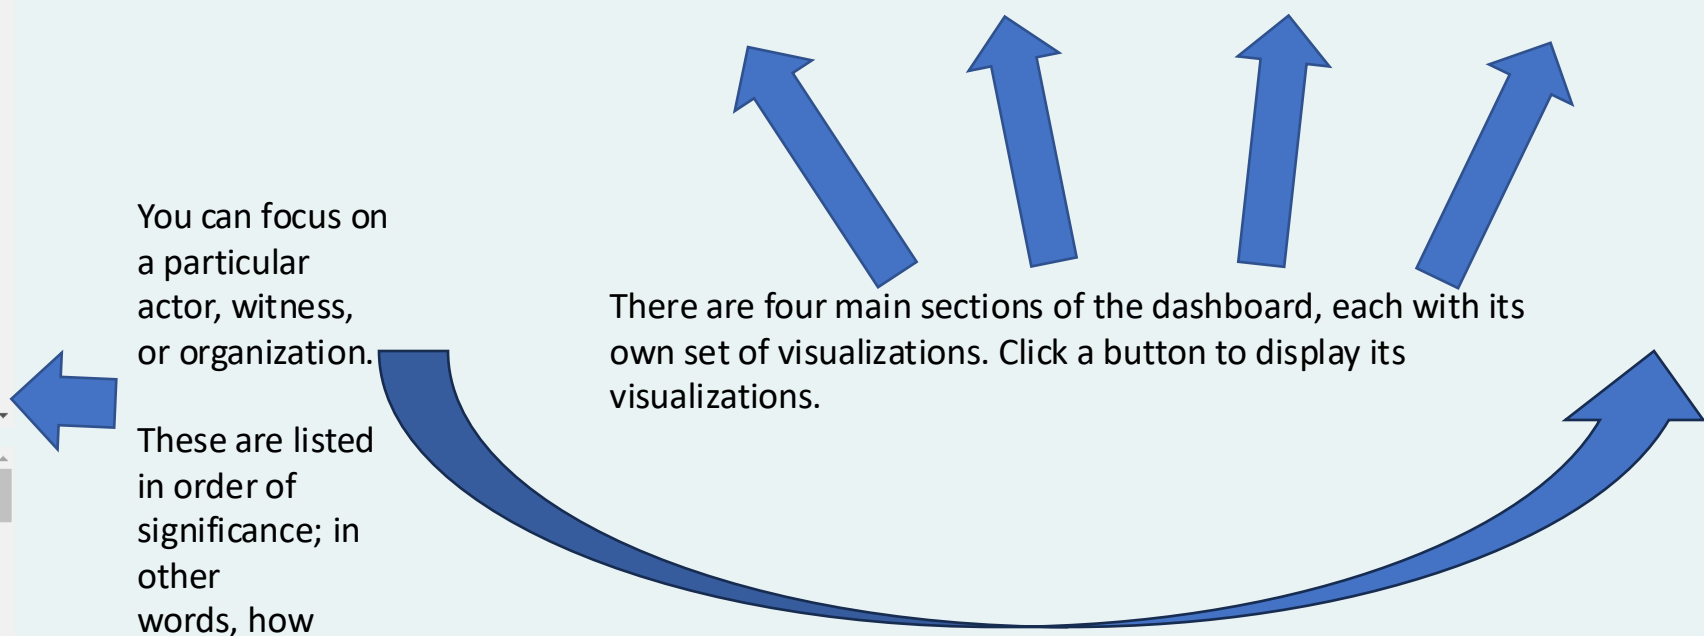 You can focus on
a particular
actor, witness,
or organization.
These are listed
in order of
significance; in
other
words, how
There are four main sections of the dashboard, each with its
own set of visualizations. Click a button to display its
visualizations.